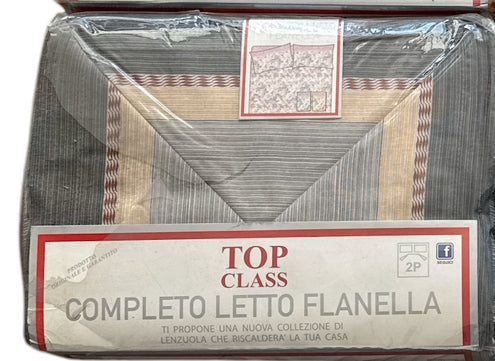 TOP
CLASS
PRODOTTO
ORIGINALE E GARANTITO
2P
f
SEGUICI
COMPLETO LETTO FLANELLA
TI PROPONE UNA NUOVA COLLEZIONE DI
LENZUOLA CHE RISCALDERA' LA TUA CASA